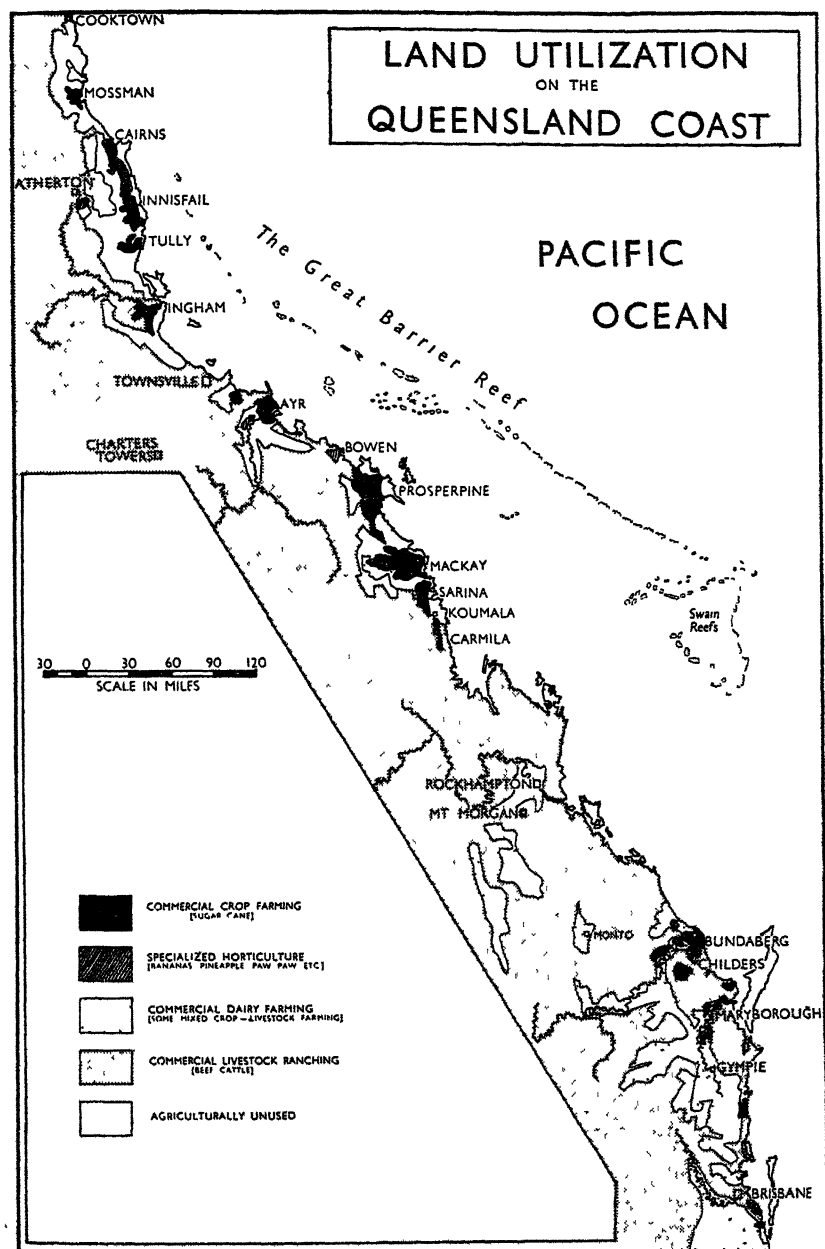 LAND UTILIZATION
ON THE
QUEENSLAND COAST
COOKTOWN
MOSSMAN
CAIRNS
ATHERTON
INNISFAIL
TULLY
INGHAM
The Great Barrier Reef
PACIFIC
OCEAN
TOWNSVILLE
AYR
CHARTERS
TOWERS
BOWEN
PROSPERPINE
MACKAY
SARINA
KOUMALA
CARMILA
Swain
Reefs
30 0 30 60 90 120
SCALE IN MILES
ROCKHAMPTON
MT MORGAN
MONTO
BUNDABERG
CHILDERS
MARYBOROUGH
GYMPIE
BRISBANE
COMMERCIAL CROP FARMING
[SUGAR CANE]
SPECIALIZED HORTICULTURE
[BANANAS PINEAPPLE PAW PAW ETC]
COMMERCIAL DAIRY FARMING
[SOME MIXED CROP-LIVESTOCK FARMING]
COMMERCIAL LIVESTOCK RANCHING
[BEEF CATTLE]
AGRICULTURALLY UNUSED